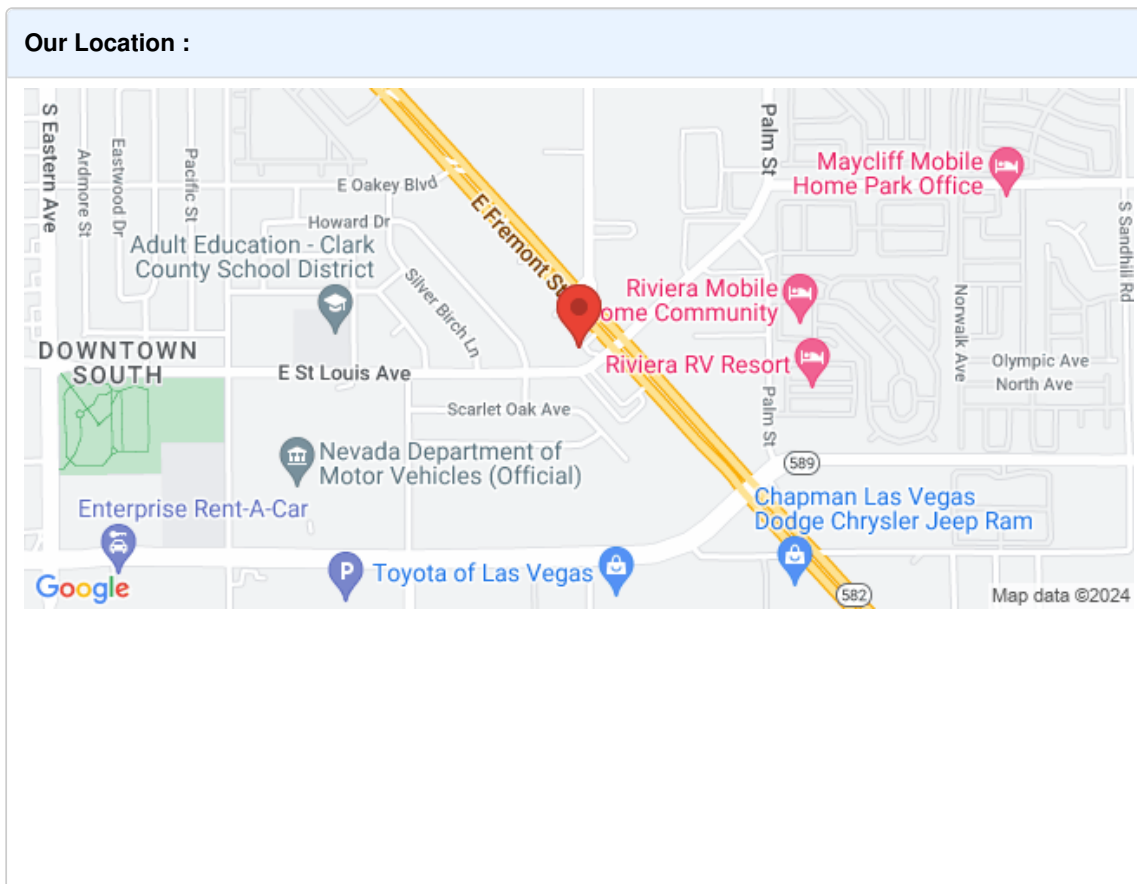 Our Location :
S Eastern Ave
Ardmore St
Eastwood Dr
Pacific St
E Oakey Blvd
Howard Dr
Adult Education - Clark
County School District
Silver Birch Ln
E Fremont St
Palm St
Maycliff Mobile
Home Park Office
S Sandhill Rd
Riviera Mobile
ome Community
Riviera RV Resort
Norwalk Ave
Olympic Ave
North Ave
DOWNTOWN
SOUTH
E St Louis Ave
Scarlet Oak Ave
Palm St
Nevada Department of
Motor Vehicles (Official)
589
Enterprise Rent-A-Car
Chapman Las Vegas
Dodge Chrysler Jeep Ram
P
Toyota of Las Vegas
Google
582
Map data ©2024